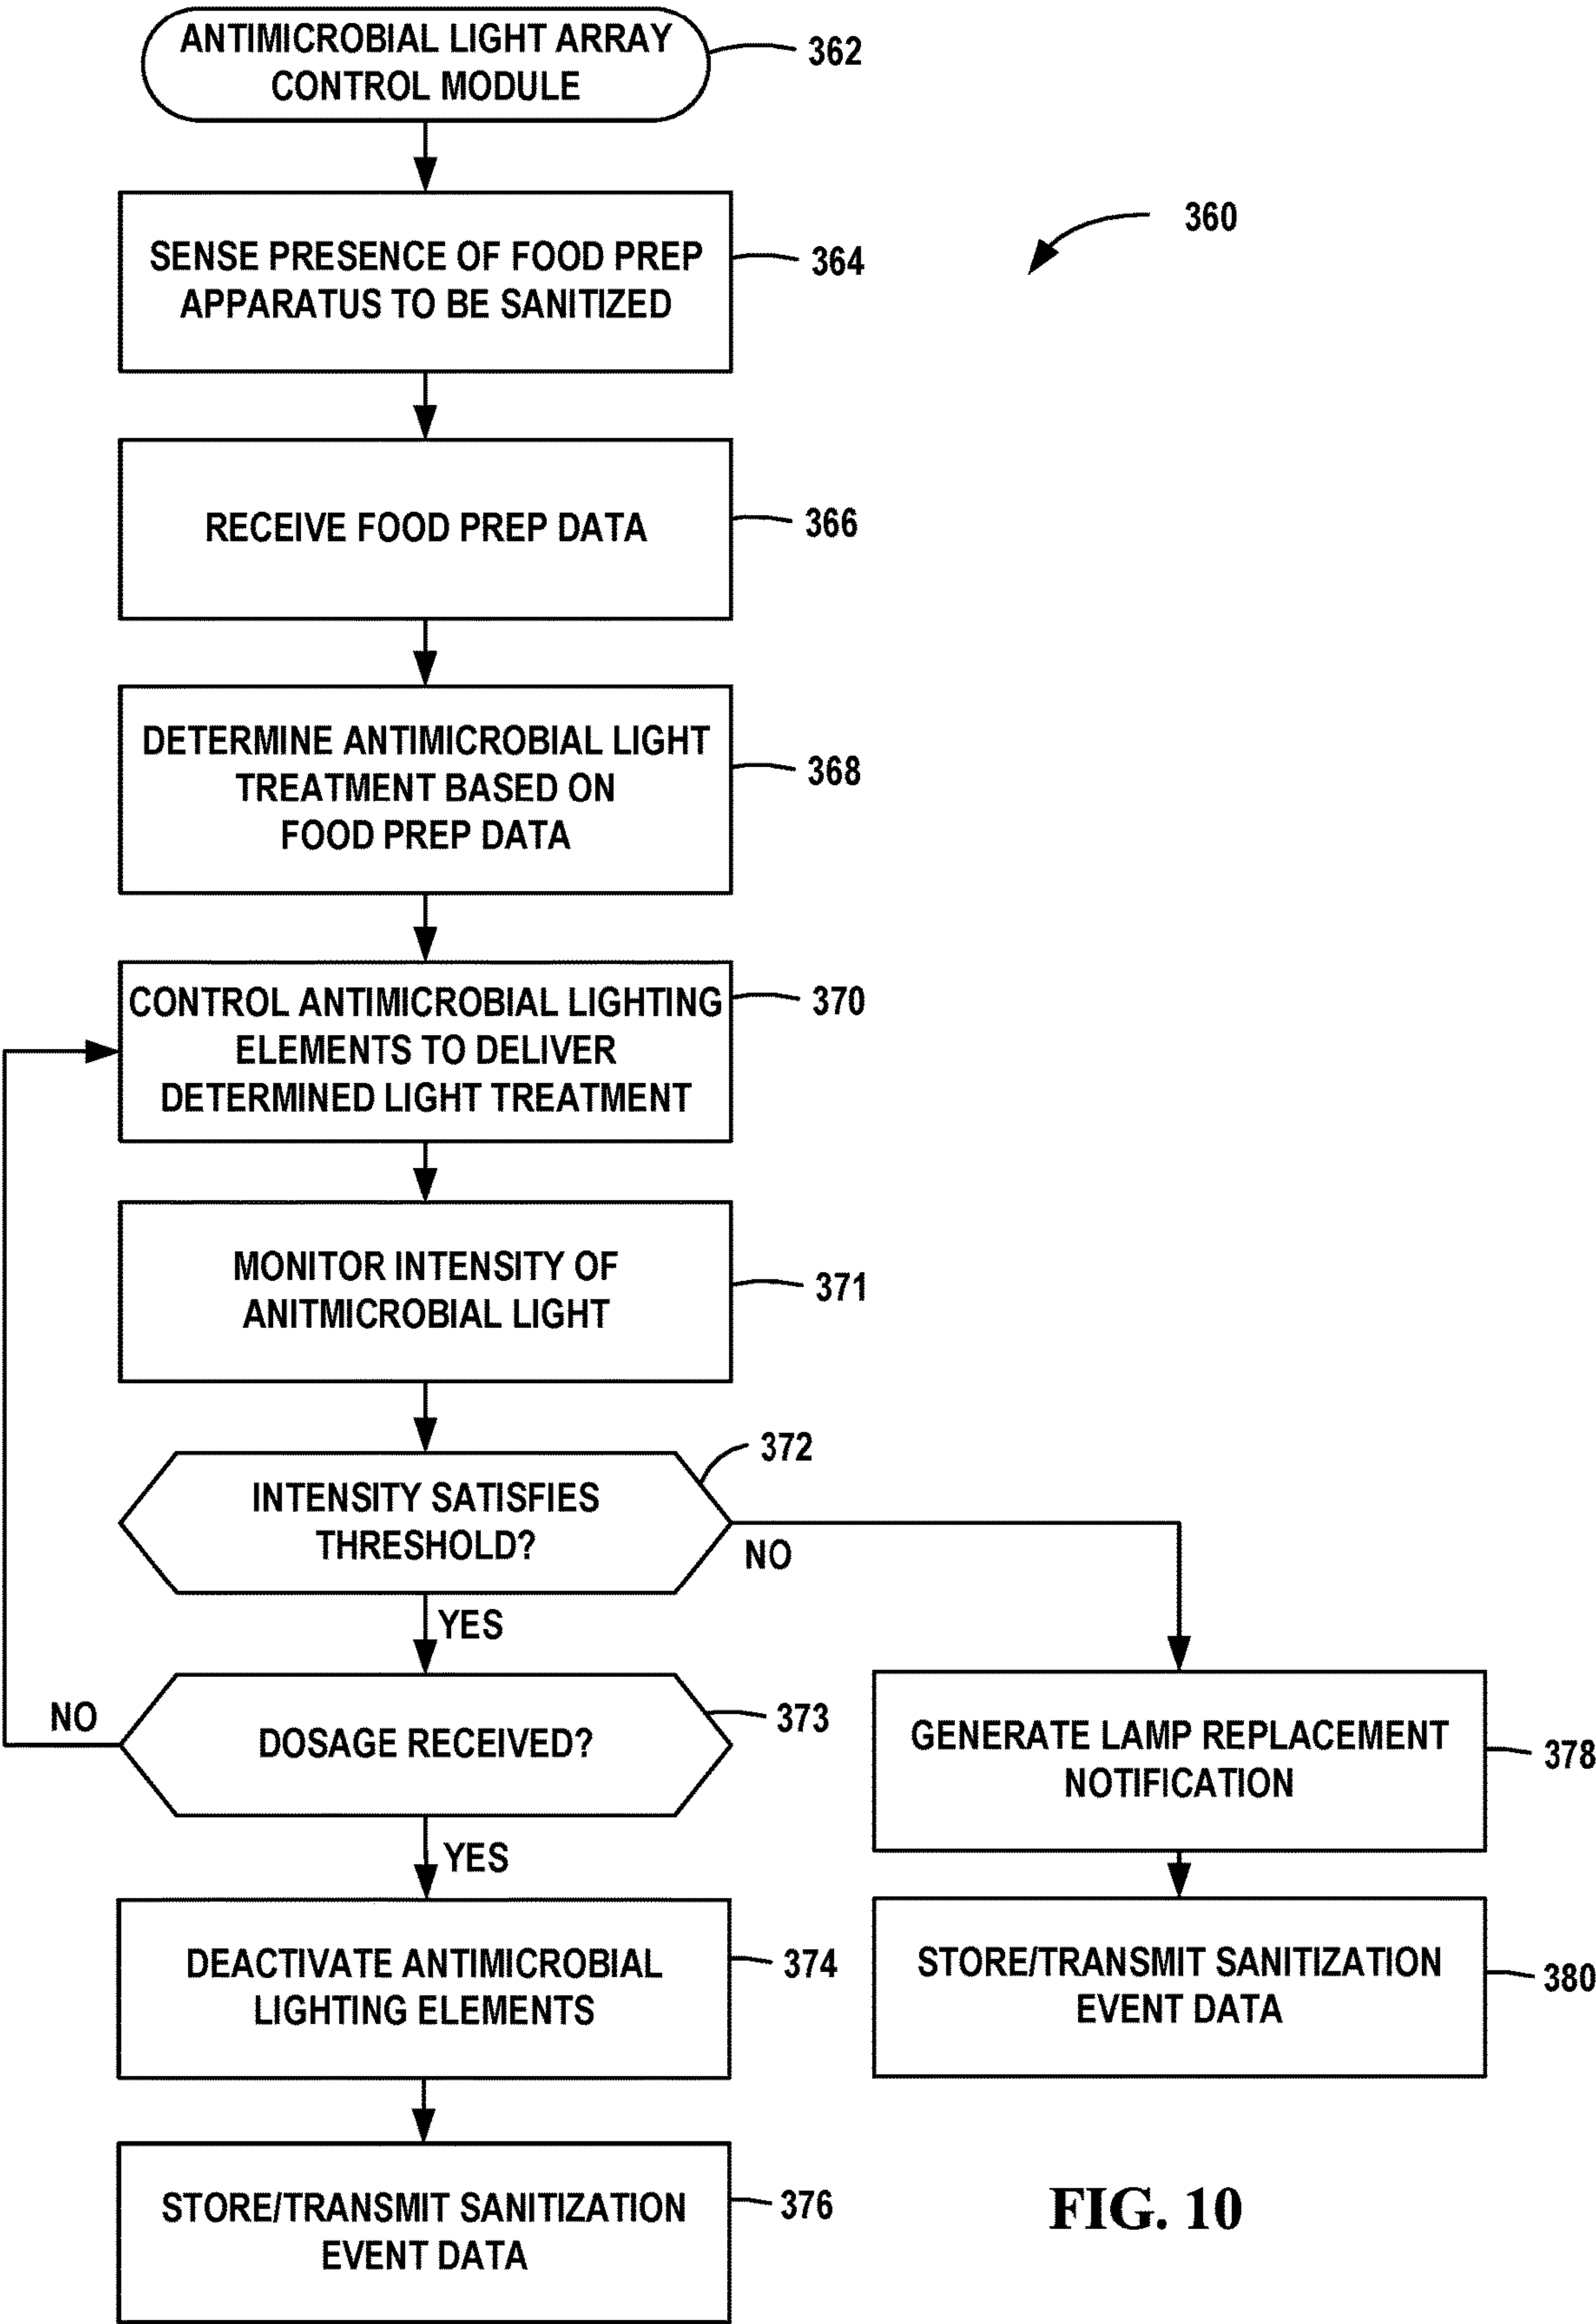 ANTIMICROBIAL LIGHT ARRAY
CONTROL MODULE
362
360
SENSE PRESENCE OF FOOD PREP
APPARATUS TO BE SANITIZED
364
RECEIVE FOOD PREP DATA
366
DETERMINE ANTIMICROBIAL LIGHT
TREATMENT BASED ON
FOOD PREP DATA
368
CONTROL ANTIMICROBIAL LIGHTING
ELEMENTS TO DELIVER
DETERMINED LIGHT TREATMENT
370
MONITOR INTENSITY OF
ANITMICROBIAL LIGHT
371
INTENSITY SATISFIES
THRESHOLD?
372
NO
YES
DOSAGE RECEIVED?
373
NO
YES
GENERATE LAMP REPLACEMENT
NOTIFICATION
378
DEACTIVATE ANTIMICROBIAL
LIGHTING ELEMENTS
374
STORE/TRANSMIT SANITIZATION
EVENT DATA
380
STORE/TRANSMIT SANITIZATION
EVENT DATA
376
FIG. 10